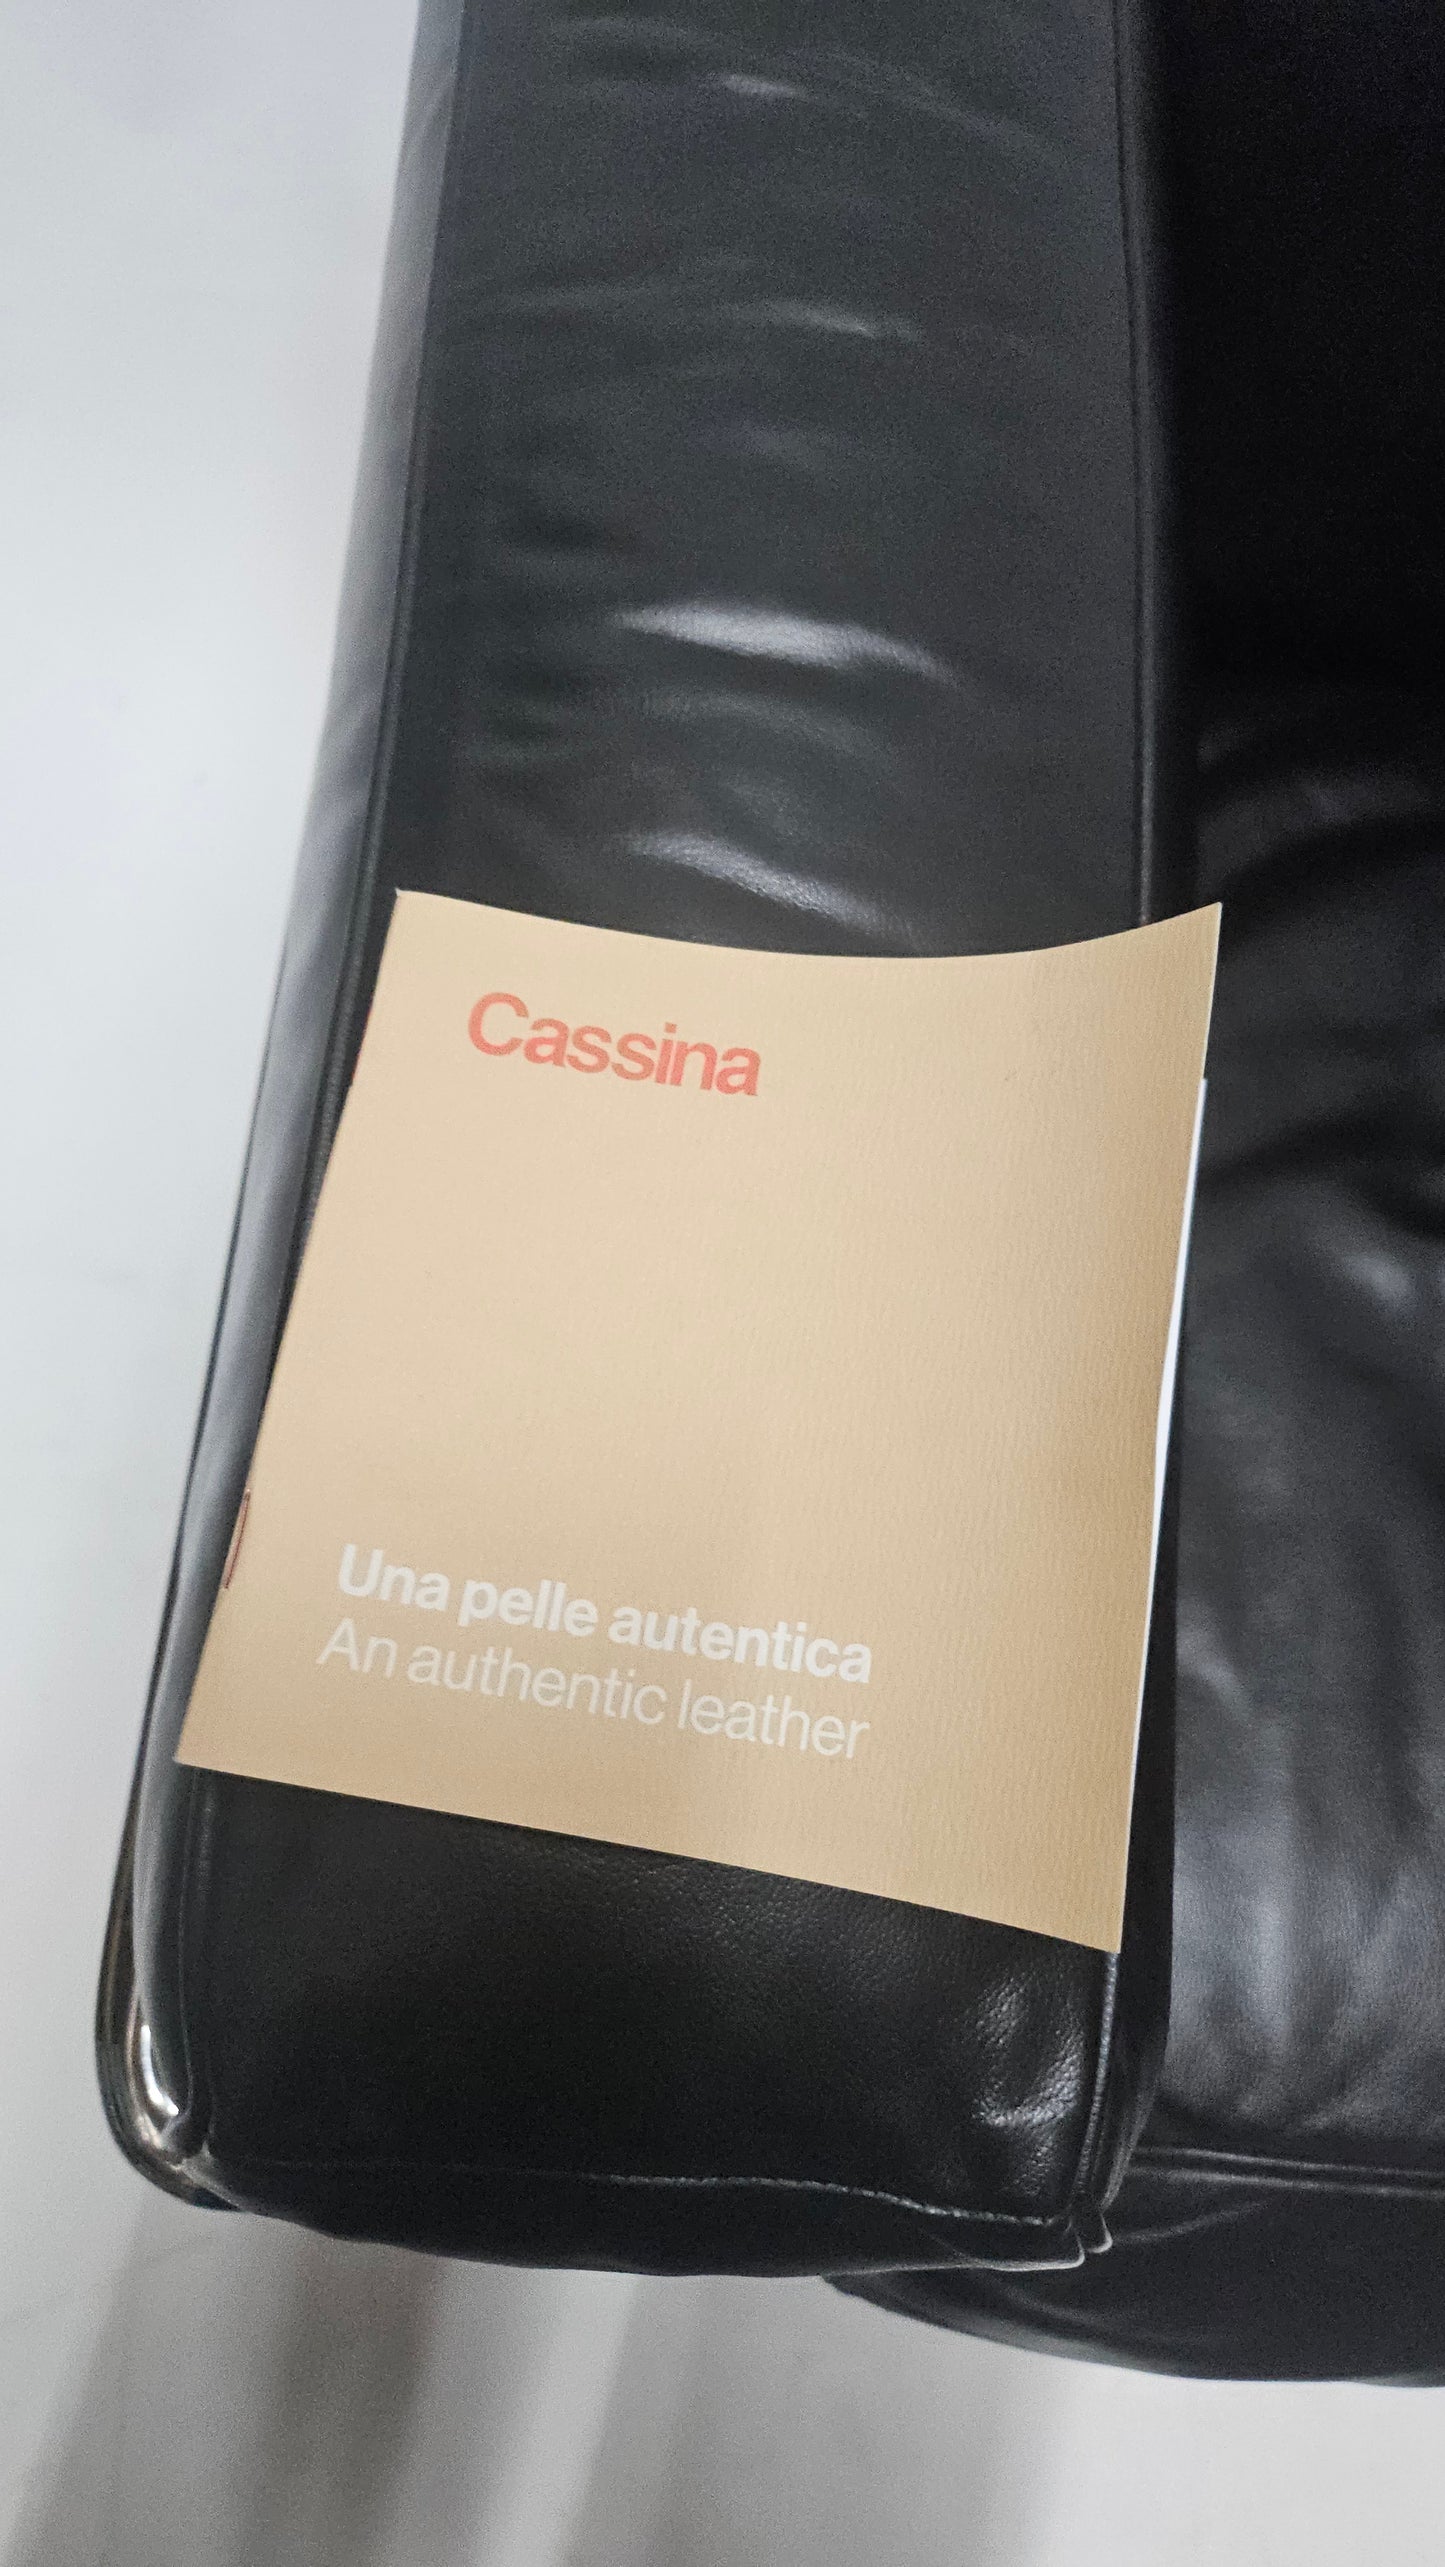 Cassina
Una pelle autentica
An authentic leather